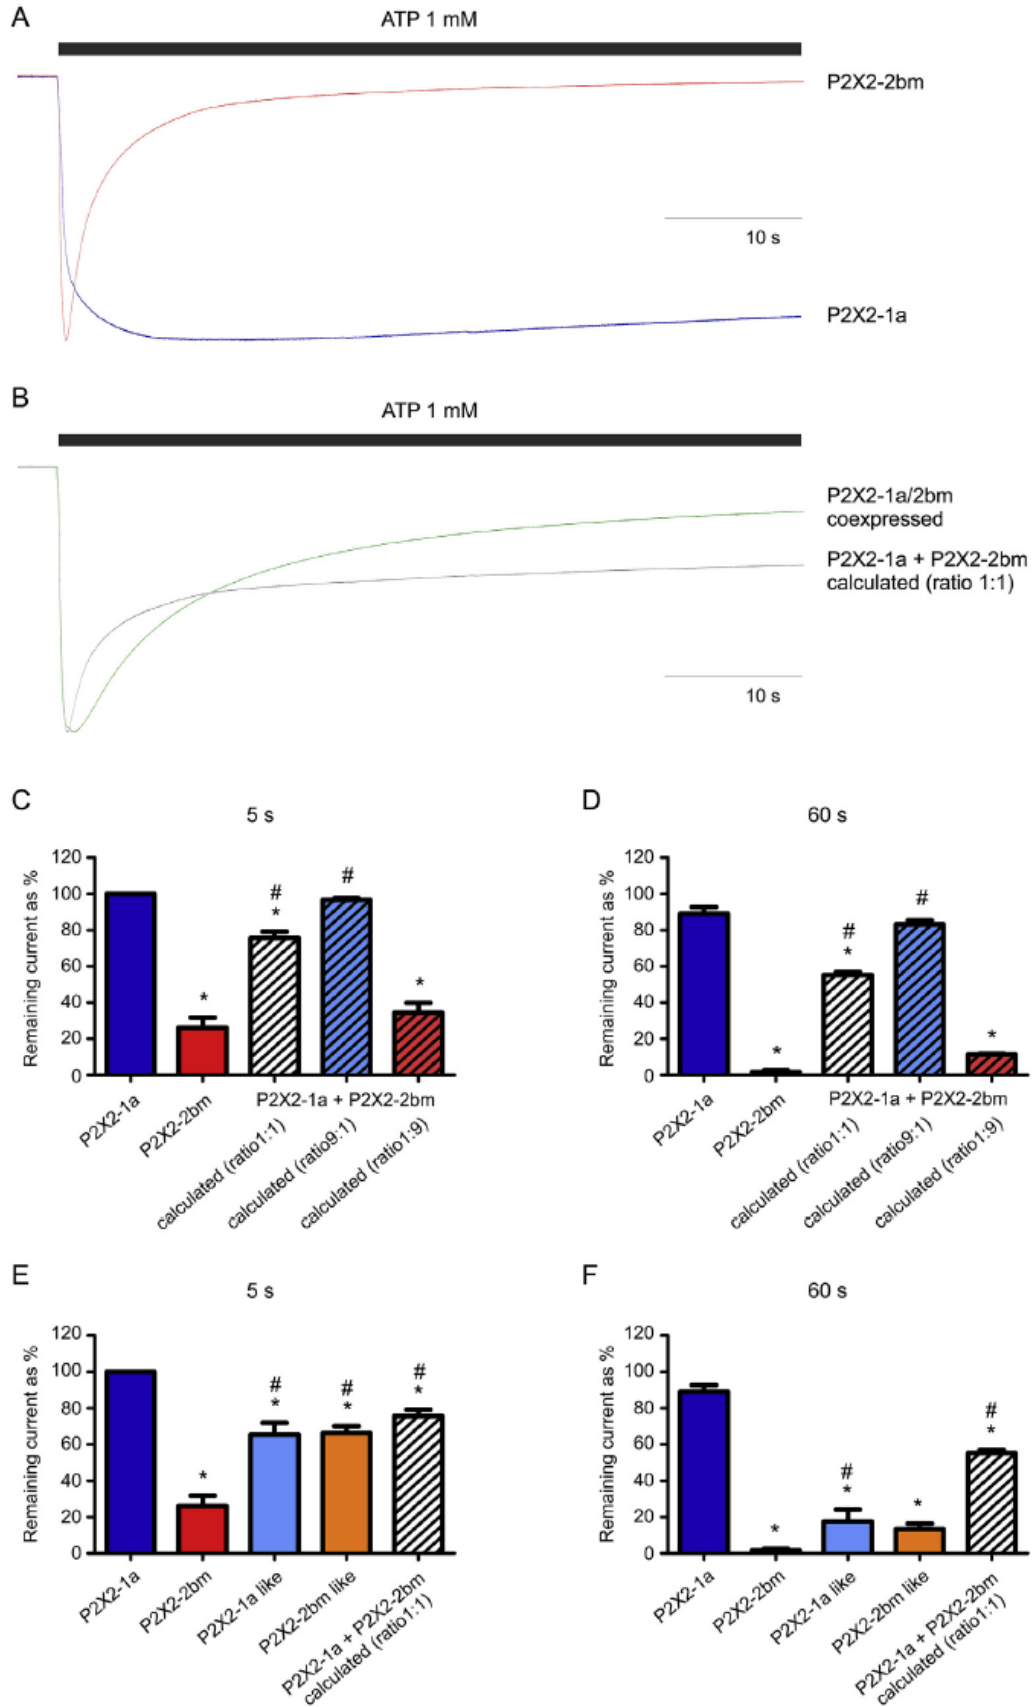 A
ATP 1 mM
P2X2-2bm
10 s
P2X2-1a
B
ATP 1 mM
P2X2-1a/2bm
coexpressed
P2X2-1a + P2X2-2bm
calculated (ratio 1:1)
10 s
C
5 s
Remaining current as %
120
100
80
60
40
20
0
*
#
*
#
*
P2X2-1a
P2X2-2bm
P2X2-1a + P2X2-2bm
calculated (ratio1:1)
calculated (ratio9:1)
calculated (ratio1:9)
D
60 s
Remaining current as %
120
100
80
60
40
20
0
*
#
*
#
*
P2X2-1a
P2X2-2bm
P2X2-1a + P2X2-2bm
calculated (ratio1:1)
calculated (ratio9:1)
calculated (ratio1:9)
E
5 s
Remaining current as %
120
100
80
60
40
20
0
*
#
*
#
*
#
*
P2X2-1a
P2X2-2bm
P2X2-1a like
P2X2-2bm like
P2X2-1a + P2X2-2bm
calculated (ratio1:1)
F
60 s
Remaining current as %
120
100
80
60
40
20
0
*
#
*
*
#
*
P2X2-1a
P2X2-2bm
P2X2-1a like
P2X2-2bm like
P2X2-1a + P2X2-2bm
calculated (ratio1:1)